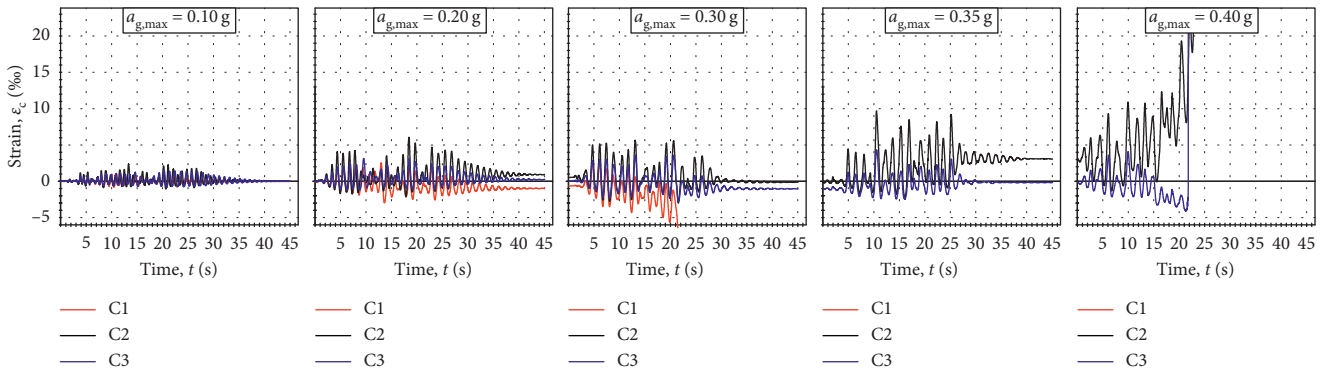 a_g,max = 0.10 g
a_g,max = 0.20 g
a_g,max = 0.30 g
a_g,max = 0.35 g
a_g,max = 0.40 g
Strain, ε_c (‰)
20
15
10
5
0
−5
5 10 15 20 25 30 35 40 45
5 10 15 20 25 30 35 40 45
5 10 15 20 25 30 35 40 45
5 10 15 20 25 30 35 40 45
5 10 15 20 25 30 35 40 45
Time, t (s)
Time, t (s)
Time, t (s)
Time, t (s)
Time, t (s)
C1
C2
C3
C1
C2
C3
C1
C2
C3
C1
C2
C3
C1
C2
C3